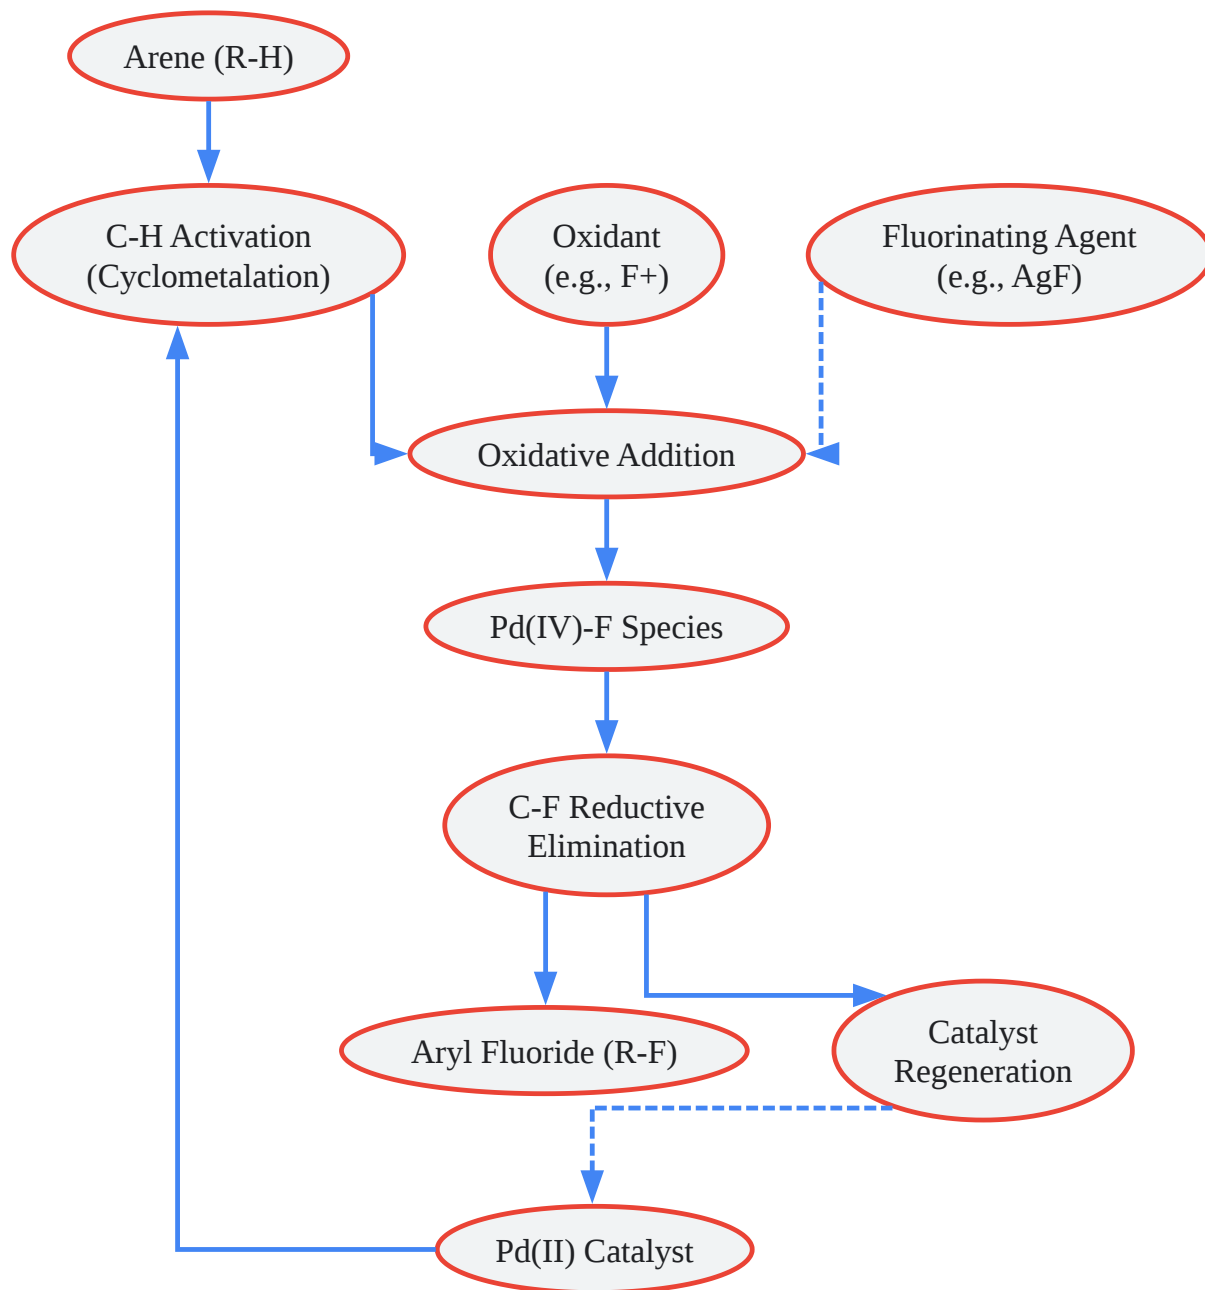 Arene (R-H)
C-H Activation
(Cyclometalation)
Oxidant
(e.g., F+)
Fluorinating Agent
(e.g., AgF)
Oxidative Addition
Pd(IV)-F Species
C-F Reductive
Elimination
Aryl Fluoride (R-F)
Catalyst
Regeneration
Pd(II) Catalyst